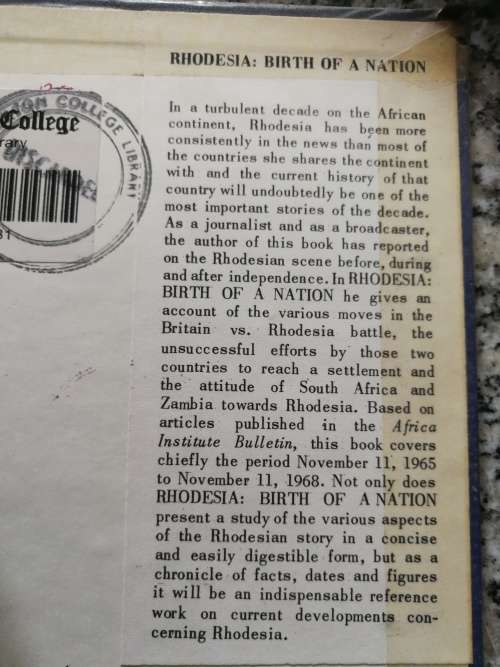 RHODESIA: BIRTH OF A NATION
In a turbulent decade on the African
continent, Rhodesia has been more
consistently in the news than most of
the countries she shares the continent
with and the current history of that
country will undoubtedly be one of the
most important stories of the decade.
As a journalist and as a broadcaster,
the author of this book has reported
on the Rhodesian scene before, during
and after independence. In RHODESIA:
BIRTH OF A NATION he gives an
account of the various moves in the
Britain vs. Rhodesia battle, the
unsuccessful efforts by those two
countries to reach a settlement and
the attitude of South Africa and
Zambia towards Rhodesia. Based on
articles published in the Africa
Institute Bulletin, this book covers
chiefly the period November 11, 1965
to November 11, 1968. Not only does
RHODESIA: BIRTH OF A NATION
present a study of the various aspects
of the Rhodesian story in a concise
and easily digestible form, but as a
chronicle of facts, dates and figures
it will be an indispensable reference
work on current developments con-
cerning Rhodesia.
College
COLLEGE LIBRARY